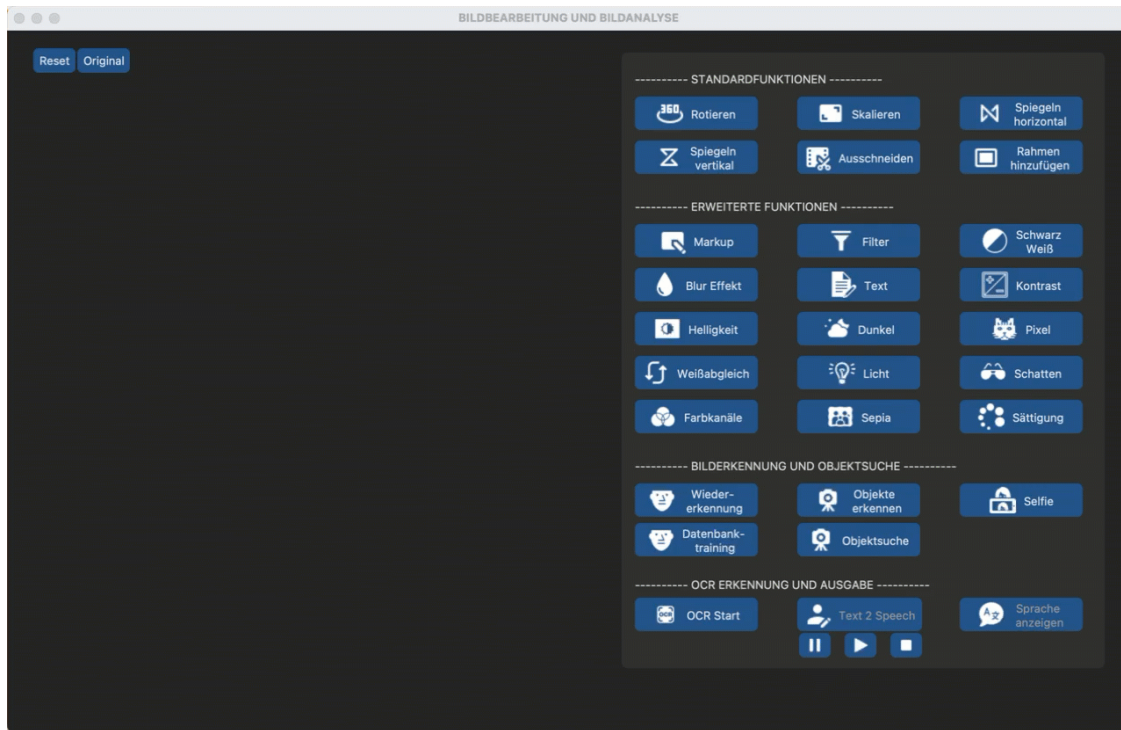 BILDBEARBEITUNG UND BILDANALYSE
Reset Original
---------- STANDARDFUNKTIONEN ----------
360 Rotieren
Skalieren
Spiegeln
horizontal
Spiegeln
vertikal
Ausschneiden
Rahmen
hinzufügen
---------- ERWEITERTE FUNKTIONEN ----------
Markup
Filter
Schwarz
Weiß
Blur Effekt
Text
Kontrast
Helligkeit
Dunkel
Pixel
Weißabgleich
Licht
Schatten
Farbkanäle
Sepia
Sättigung
---------- BILDERKENNUNG UND OBJEKTSUCHE ----------
Wieder-
erkennung
Objekte
erkennen
Selfie
Datenbank-
training
Objektsuche
---------- OCR ERKENNUNG UND AUSGABE ----------
OCR OCR Start
Text 2 Speech
Sprache
anzeigen